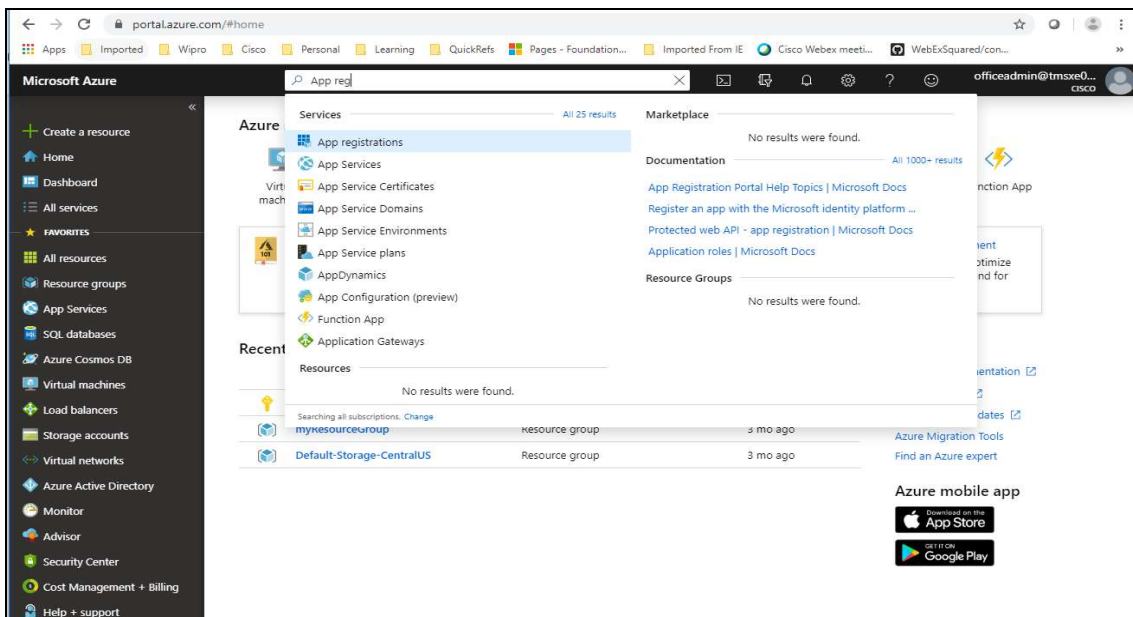 portal.azure.com/#home
Apps Imported Wipro Cisco Personal Learning QuickRefs Pages - Foundation... Imported From IE Cisco Webex meeti... WebExSquared/con... »
Microsoft Azure
App reg
officeadmin@tmsxe0...
CISCO
«
Create a resource
Home
Dashboard
All services
FAVORITES
All resources
Resource groups
App Services
SQL databases
Azure Cosmos DB
Virtual machines
Load balancers
Storage accounts
Virtual networks
Azure Active Directory
Monitor
Advisor
Security Center
Cost Management + Billing
Help + support
Azure
Virt
mach
Recent
Services All 25 results
App registrations
App Services
App Service Certificates
App Service Domains
App Service Environments
App Service plans
AppDynamics
App Configuration (preview)
Function App
Application Gateways
Resources
No results were found.
Searching all subscriptions. Change
Marketplace
No results were found.
Documentation All 1000+ results
App Registration Portal Help Topics | Microsoft Docs
Register an app with the Microsoft identity platform ...
Protected web API - app registration | Microsoft Docs
Application roles | Microsoft Docs
Resource Groups
No results were found.
nction App
ent
ptimize
nd for
myResourceGroup Resource group 3 mo ago
Default-Storage-CentralUS Resource group 3 mo ago
entation
dates
Azure Migration Tools
Find an Azure expert
Azure mobile app
Download on the
App Store
GET IT ON
Google Play